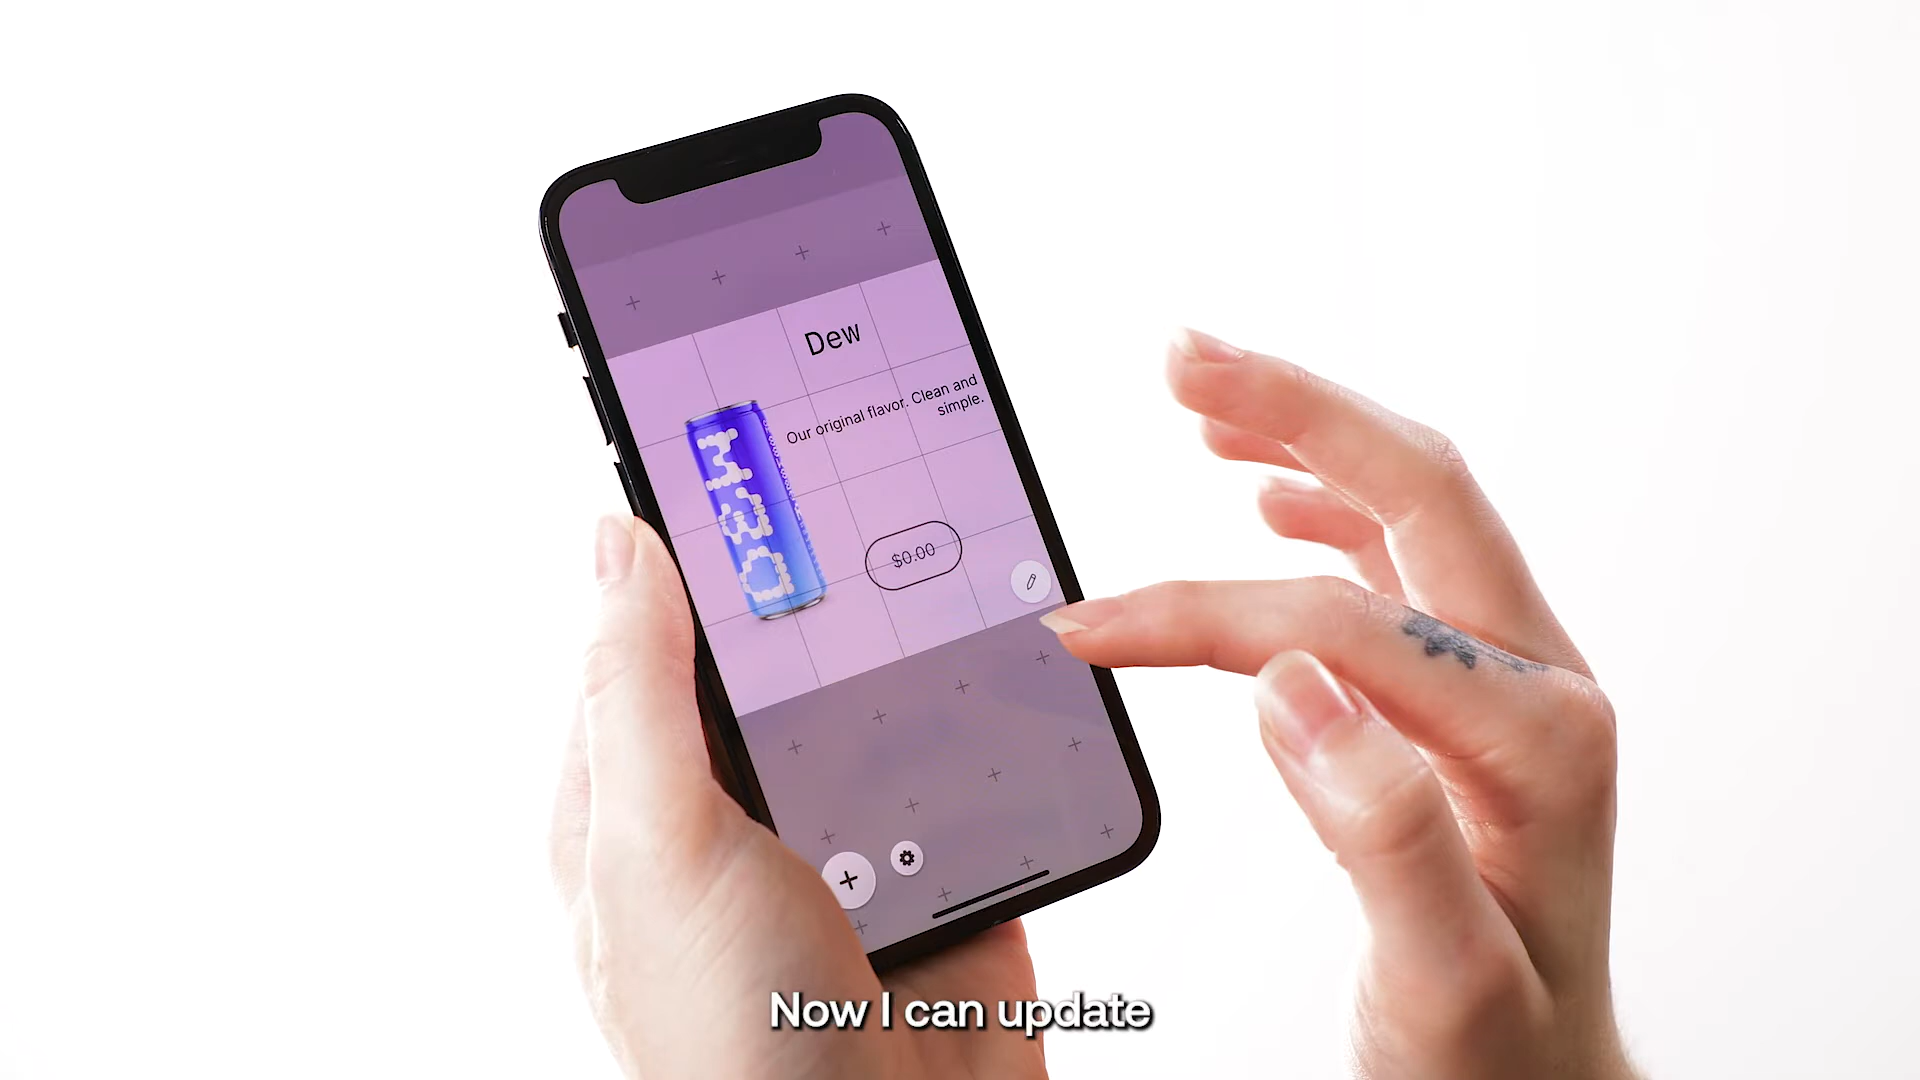 Dew
Our original flavor. Clean and
simple.
$0.00
Now I can update